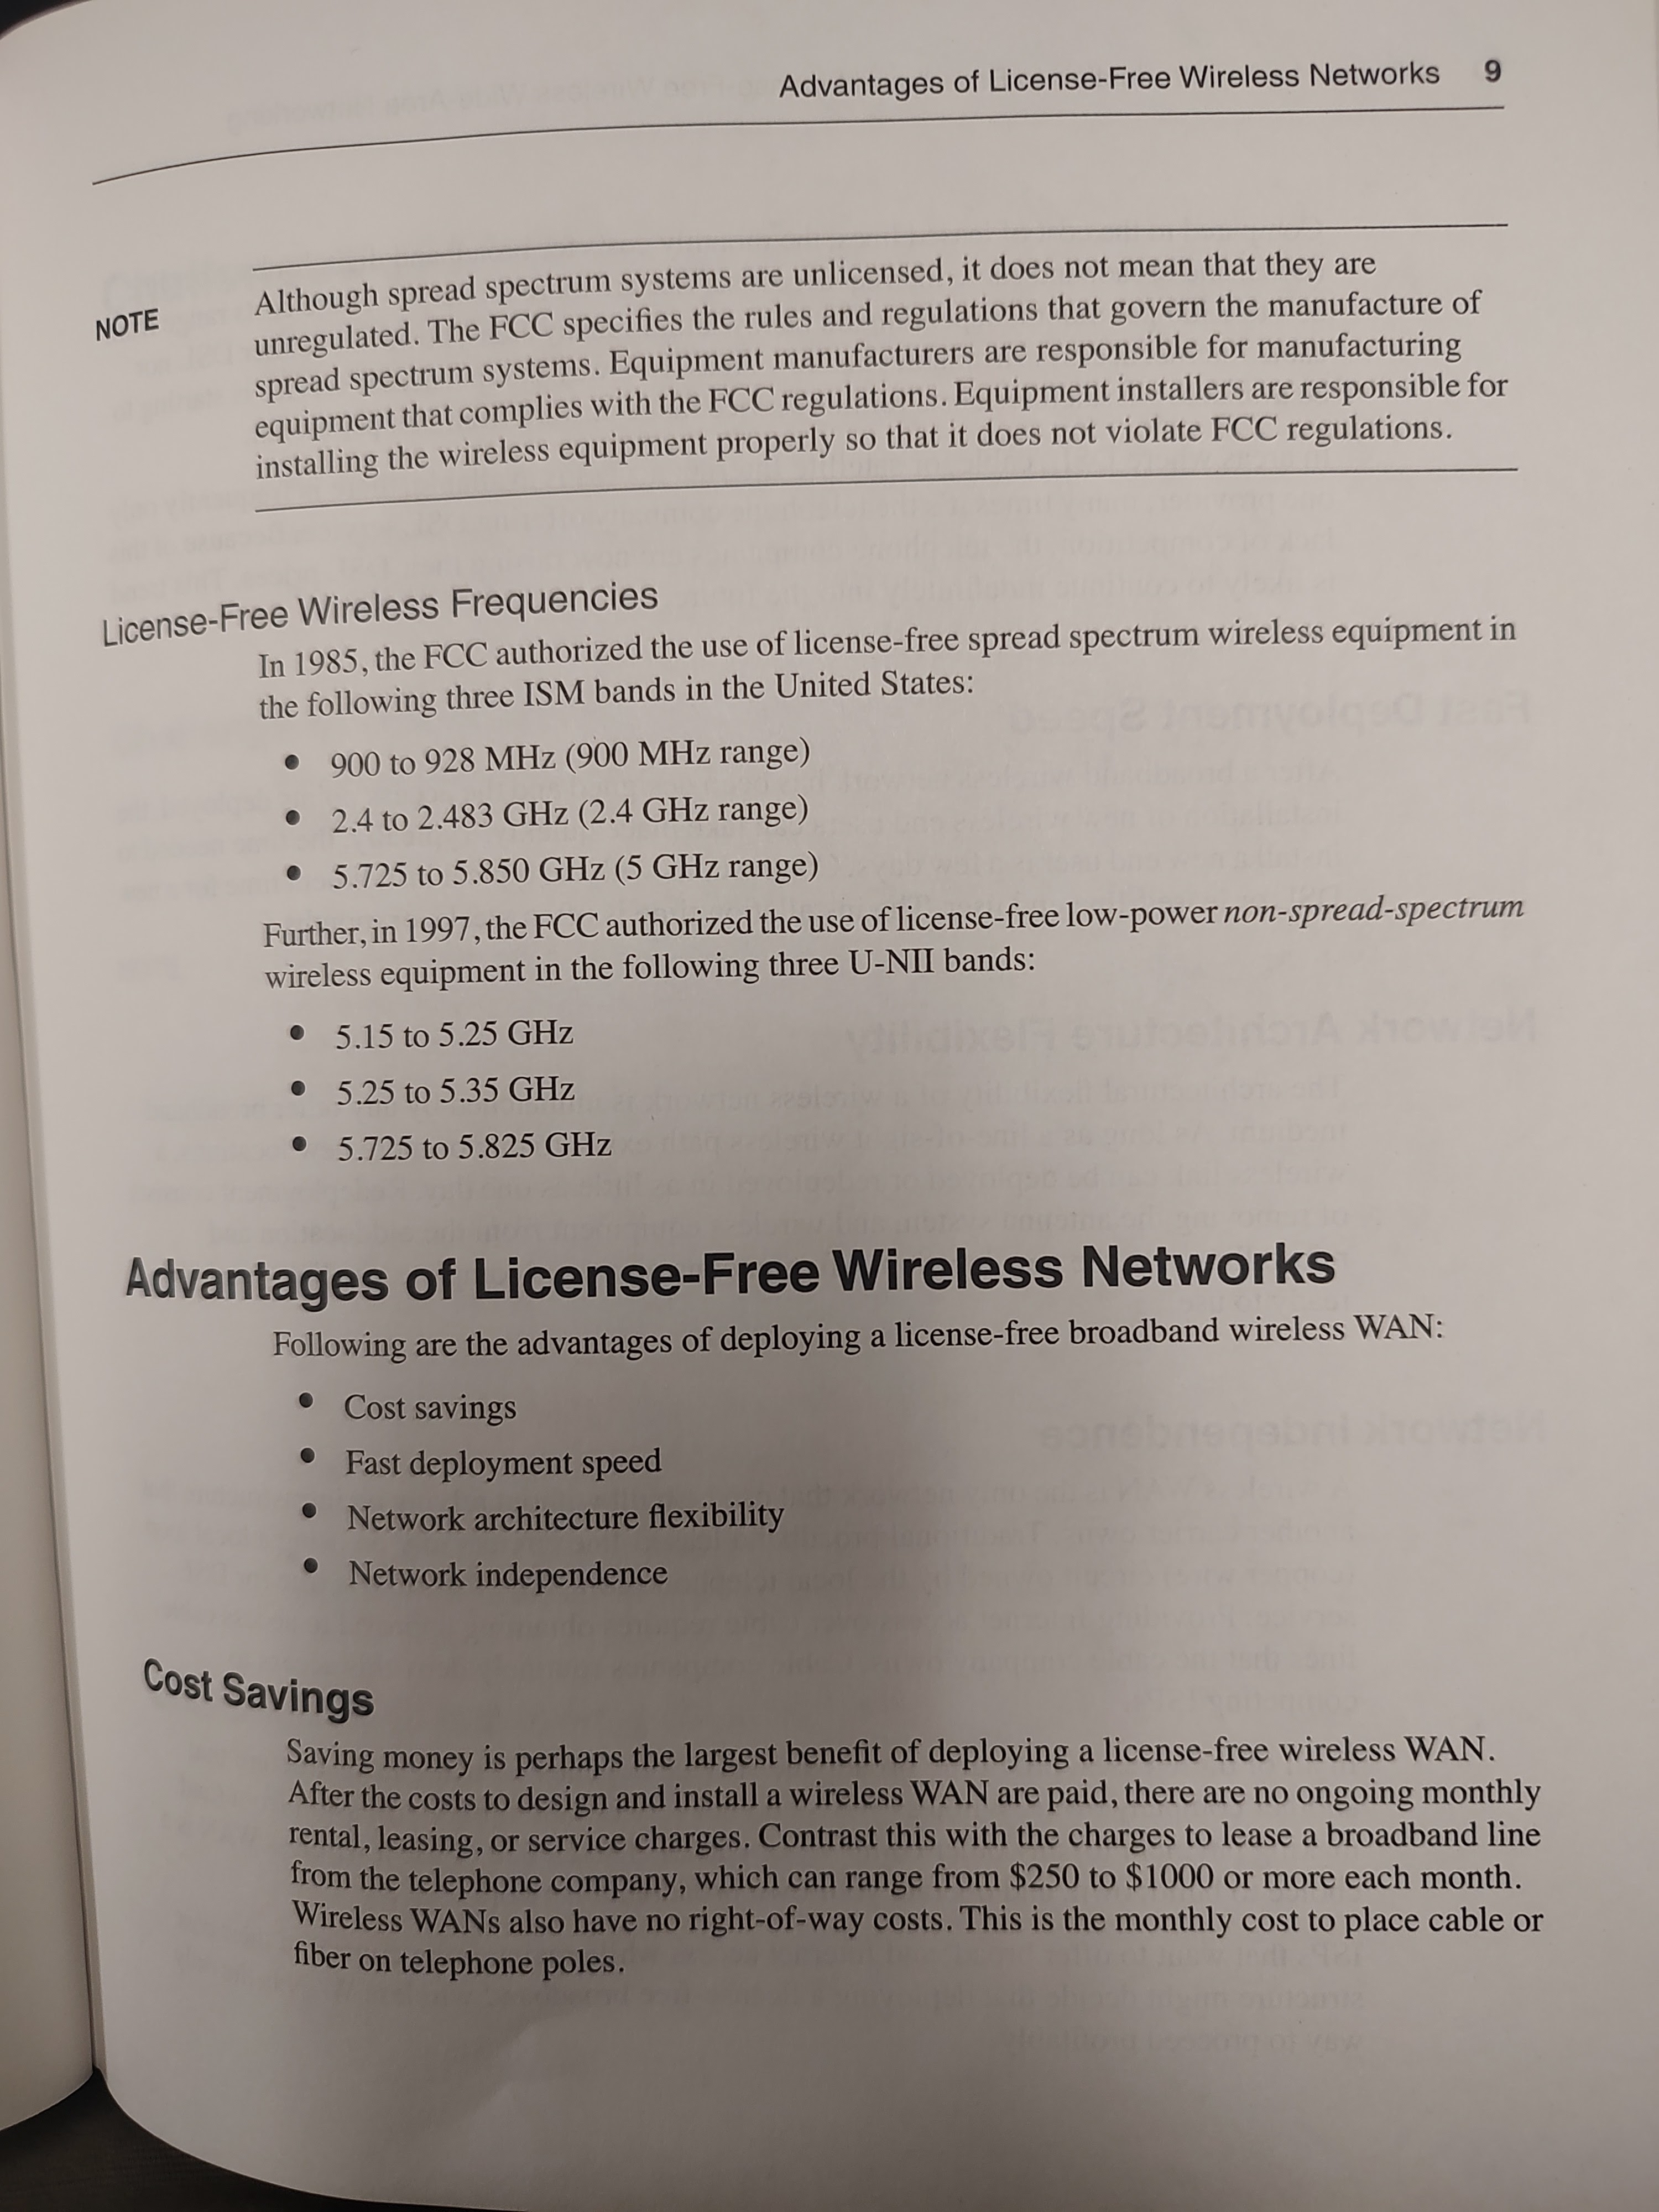 Advantages of License-Free Wireless Networks 9
NOTE
Although spread spectrum systems are unlicensed, it does not mean that they are
unregulated. The FCC specifies the rules and regulations that govern the manufacture of
spread spectrum systems. Equipment manufacturers are responsible for manufacturing
equipment that complies with the FCC regulations. Equipment installers are responsible for
installing the wireless equipment properly so that it does not violate FCC regulations.
License-Free Wireless Frequencies
In 1985, the FCC authorized the use of license-free spread spectrum wireless equipment in
the following three ISM bands in the United States:
• 900 to 928 MHz (900 MHz range)
• 2.4 to 2.483 GHz (2.4 GHz range)
• 5.725 to 5.850 GHz (5 GHz range)
Further, in 1997, the FCC authorized the use of license-free low-power non-spread-spectrum
wireless equipment in the following three U-NII bands:
• 5.15 to 5.25 GHz
• 5.25 to 5.35 GHz
• 5.725 to 5.825 GHz
Advantages of License-Free Wireless Networks
Following are the advantages of deploying a license-free broadband wireless WAN:
• Cost savings
• Fast deployment speed
• Network architecture flexibility
• Network independence
Cost Savings
Saving money is perhaps the largest benefit of deploying a license-free wireless WAN.
After the costs to design and install a wireless WAN are paid, there are no ongoing monthly
rental, leasing, or service charges. Contrast this with the charges to lease a broadband line
from the telephone company, which can range from $250 to $1000 or more each month.
Wireless WANs also have no right-of-way costs. This is the monthly cost to place cable or
fiber on telephone poles.